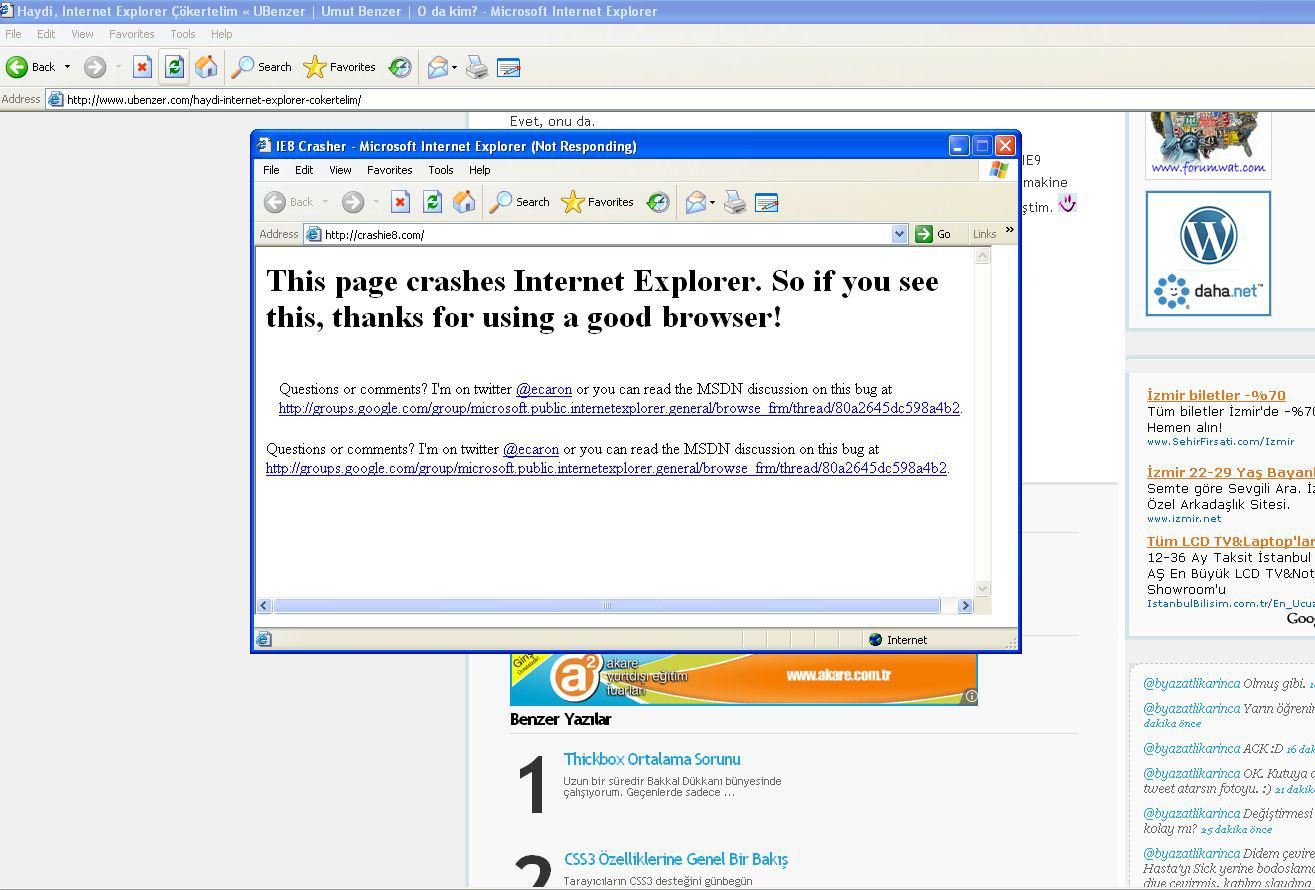 Haydi, Internet Explorer Çökertelim « UBenzer | Umut Benzer | O da kim? - Microsoft Internet Explorer
File Edit View Favorites Tools Help
Back Search Favorites
Address http://www.ubenzer.com/haydi-internet-explorer-cokertelim/
Evet, onu da.
IE9
makine
ştim.
IE8 Crasher - Microsoft Internet Explorer (Not Responding)
File Edit View Favorites Tools Help
Back Search Favorites
Address http://crashie8.com/ Go Links »
This page crashes Internet Explorer. So if you see
this, thanks for using a good browser!
Questions or comments? I'm on twitter @ecaron or you can read the MSDN discussion on this bug at
http://groups.google.com/group/microsoft.public.internetexplorer.general/browse_frm/thread/80a2645dc598a4b2.
Questions or comments? I'm on twitter @ecaron or you can read the MSDN discussion on this bug at
http://groups.google.com/group/microsoft.public.internetexplorer.general/browse_frm/thread/80a2645dc598a4b2.
Internet
www.forumwat.com
daha.net™
İzmir biletler -%70
Tüm biletler İzmir'de -%70
Hemen alın!
www.SehirFirsati.com/Izmir
İzmir 22-29 Yaş Bayanl
Semte göre Sevgili Ara. İz
Özel Arkadaşlık Sitesi.
www.izmir.net
Tüm LCD TV&Laptop'lar
12-36 Ay Taksit İstanbul
AŞ En Büyük LCD TV&Not
Showroom'u
IstanbulBilisim.com.tr/En_Ucuz
Goo
Giriş
a2 akare
yurtdışı eğitim
fuarları
www.akare.com.tr
Benzer Yazılar
1 Thickbox Ortalama Sorunu
Uzun bir süredir Bakkal Dükkanı bünyesinde
çalışıyorum. Geçenlerde sadece ...
2 CSS3 Özelliklerine Genel Bir Bakış
Tarayıcıların CSS3 desteğini günbegün
@byazatlikarinca Olmuş gibi.
@byazatlikarinca Yarın öğrenir
dakika önce
@byazatlikarinca ACK :D 16 dak
@byazatlikarinca OK. Kutuya
tweet atarsın fotoyu. :) 21 dakika
@byazatlikarinca Değiştirmesi
kolay mı? 25 dakika önce
@byazatlikarinca Didem çevire
Hasta'yı Sick yerine bodoslama
diye çevirmiş, katılım